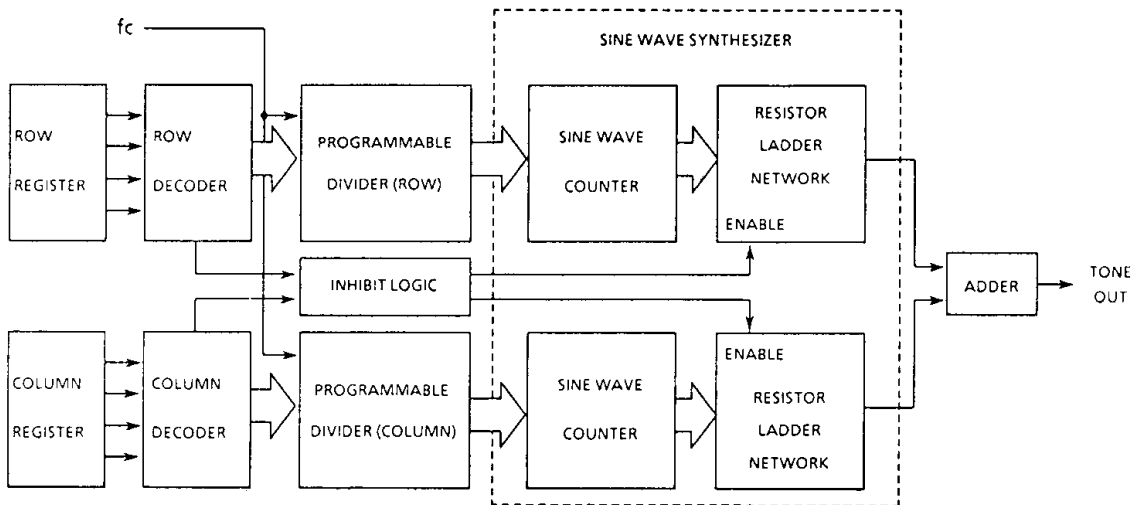 fc
SINE WAVE SYNTHESIZER
ROW
REGISTER
ROW
DECODER
PROGRAMMABLE
DIVIDER (ROW)
SINE WAVE
COUNTER
RESISTOR
LADDER
NETWORK
ENABLE
INHIBIT LOGIC
ADDER
TONE
OUT
COLUMN
REGISTER
COLUMN
DECODER
PROGRAMMABLE
DIVIDER (COLUMN)
SINE WAVE
COUNTER
ENABLE
RESISTOR
LADDER
NETWORK